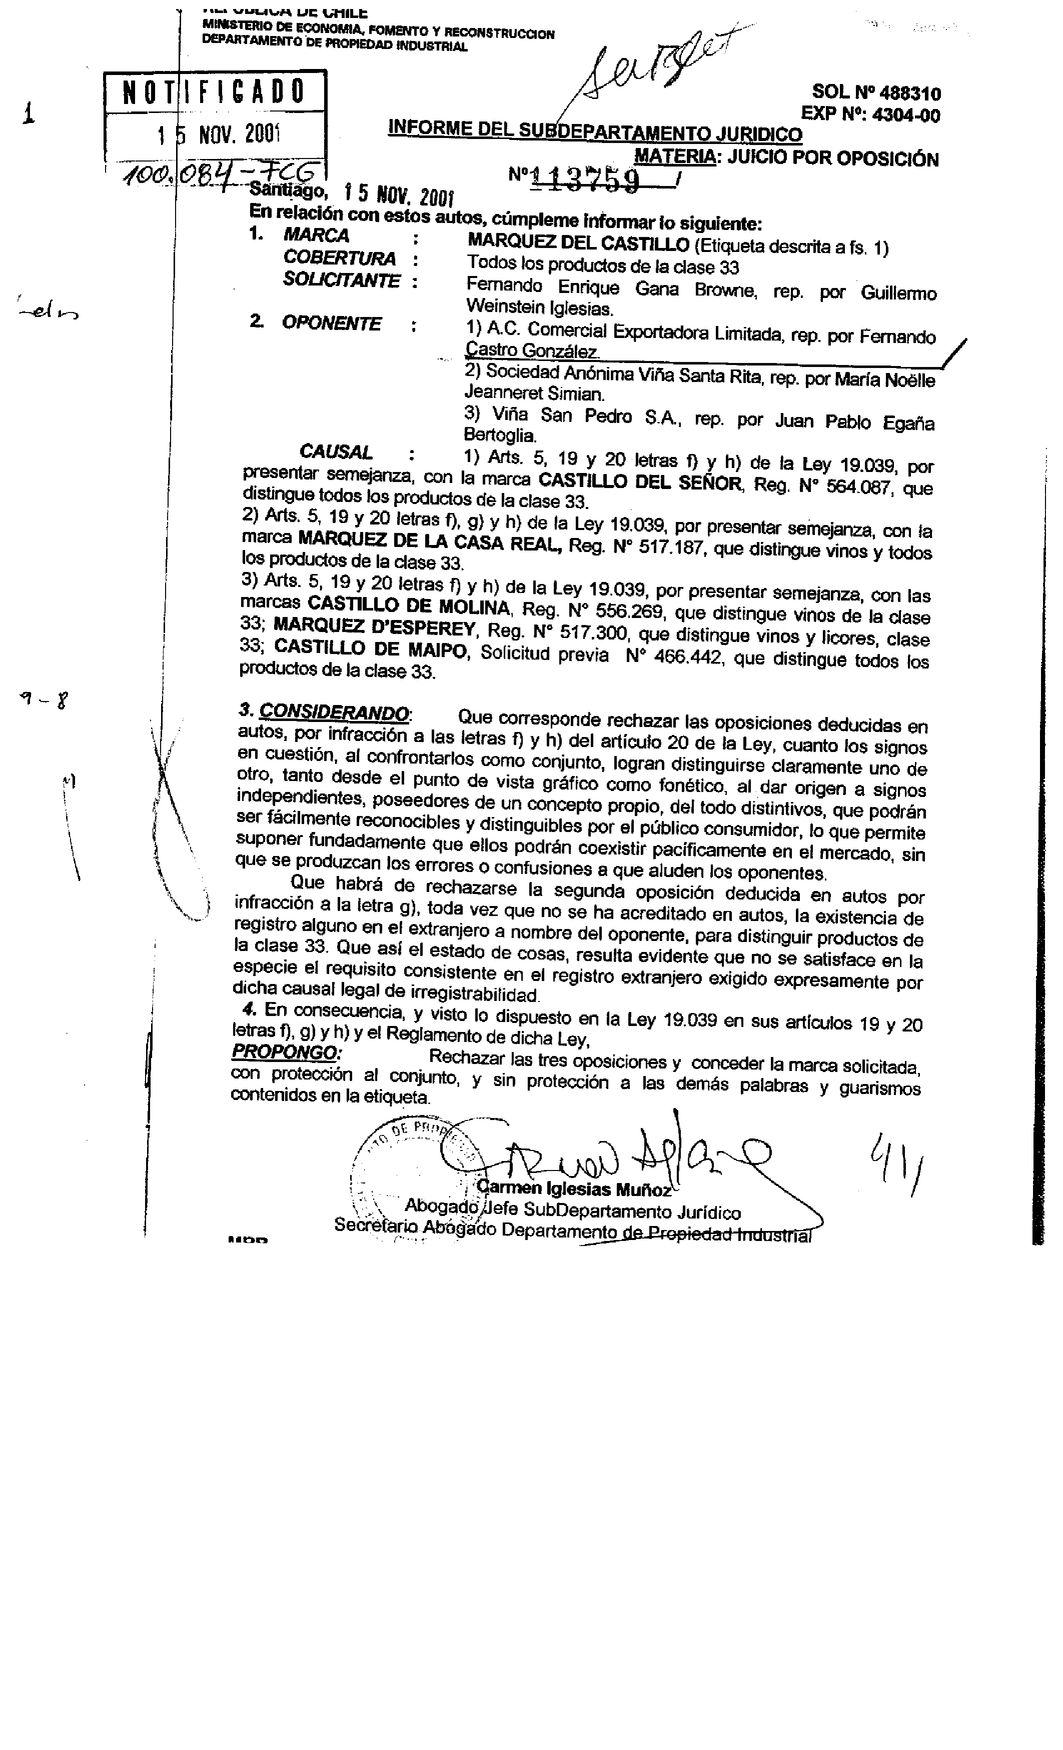 REPUBLICA DE CHILE
MINISTERIO DE ECONOMIA, FOMENTO Y RECONSTRUCCION
DEPARTAMENTO DE PROPIEDAD INDUSTRIAL
NOTIFICADO
15 NOV. 2001
100.084-FCG
1
SOL Nº 488310
EXP Nº: 4304-00
INFORME DEL SUBDEPARTAMENTO JURIDICO
MATERIA: JUICIO POR OPOSICIÓN
Nº 113759 /
Santiago, 15 NOV. 2001
En relación con estos autos, cúmpleme informar lo siguiente:
1. MARCA : MARQUEZ DEL CASTILLO (Etiqueta descrita a fs. 1)
COBERTURA : Todos los productos de la clase 33
SOLICITANTE : Fernando Enrique Gana Browne, rep. por Guillermo
Weinstein Iglesias.
2. OPONENTE : 1) A.C. Comercial Exportadora Limitada, rep. por Fernando
Castro González.
2) Sociedad Anónima Viña Santa Rita, rep. por María Noëlle
Jeanneret Simian.
3) Viña San Pedro S.A., rep. por Juan Pablo Egaña
Bertoglia.
CAUSAL : 1) Arts. 5, 19 y 20 letras f) y h) de la Ley 19.039, por
presentar semejanza, con la marca CASTILLO DEL SEÑOR, Reg. Nº 564.087, que
distingue todos los productos de la clase 33.
2) Arts. 5, 19 y 20 letras f), g) y h) de la Ley 19.039, por presentar semejanza, con la
marca MARQUEZ DE LA CASA REAL, Reg. Nº 517.187, que distingue vinos y todos
los productos de la clase 33.
3) Arts. 5, 19 y 20 letras f) y h) de la Ley 19.039, por presentar semejanza, con las
marcas CASTILLO DE MOLINA, Reg. Nº 556.269, que distingue vinos de la clase
33; MARQUEZ D'ESPEREY, Reg. Nº 517.300, que distingue vinos y licores, clase
33; CASTILLO DE MAIPO, Solicitud previa Nº 466.442, que distingue todos los
productos de la clase 33.
9-8
3. CONSIDERANDO: Que corresponde rechazar las oposiciones deducidas en
autos, por infracción a las letras f) y h) del artículo 20 de la Ley, cuanto los signos
en cuestión, al confrontarlos como conjunto, logran distinguirse claramente uno de
otro, tanto desde el punto de vista gráfico como fonético, al dar origen a signos
independientes, poseedores de un concepto propio, del todo distintivos, que podrán
ser fácilmente reconocibles y distinguibles por el público consumidor, lo que permite
suponer fundadamente que ellos podrán coexistir pacíficamente en el mercado, sin
que se produzcan los errores o confusiones a que aluden los oponentes.
Que habrá de rechazarse la segunda oposición deducida en autos por
infracción a la letra g), toda vez que no se ha acreditado en autos, la existencia de
registro alguno en el extranjero a nombre del oponente, para distinguir productos de
la clase 33. Que así el estado de cosas, resulta evidente que no se satisface en la
especie el requisito consistente en el registro extranjero exigido expresamente por
dicha causal legal de irregistrabilidad.
4. En consecuencia, y visto lo dispuesto en la Ley 19.039 en sus artículos 19 y 20
letras f), g) y h) y el Reglamento de dicha Ley,
PROPONGO: Rechazar las tres oposiciones y conceder la marca solicitada,
con protección al conjunto, y sin protección a las demás palabras y guarismos
contenidos en la etiqueta.
Carmen Iglesias Muñoz
Abogado Jefe SubDepartamento Jurídico
Secretario Abogado Departamento de Propiedad Industrial